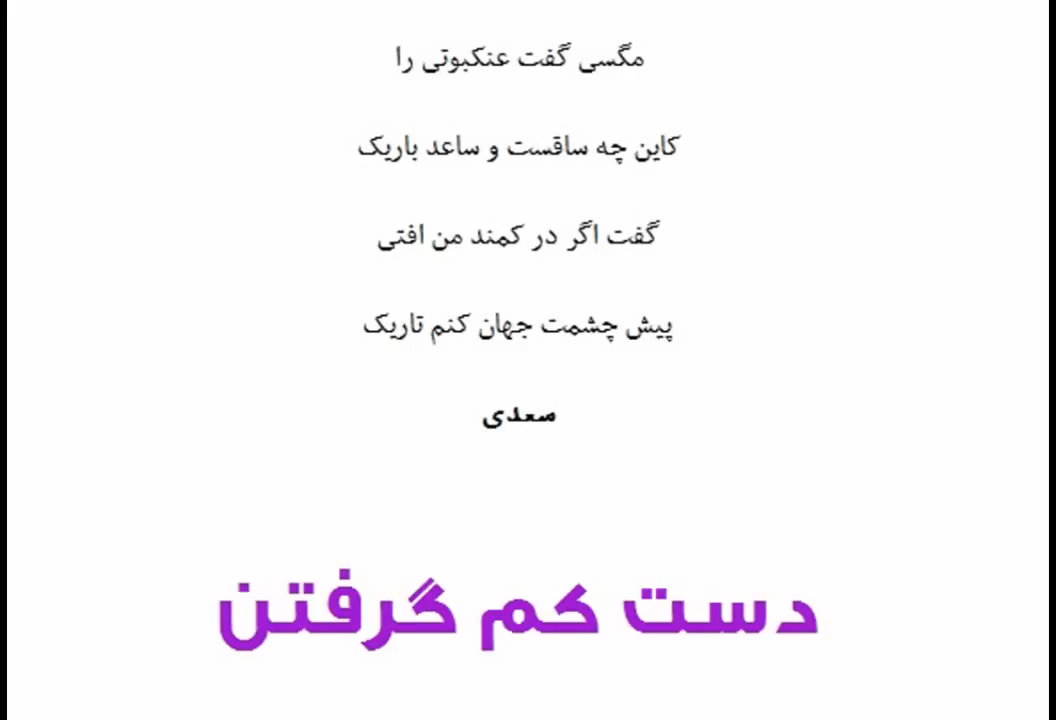 مگسی گفت عنکبوتی را
کاین چه ساقست و ساعد باریک
گفت اگر در کمند من افتی
پیش چشمت جهان کنم تاریک
سعدی
دست کم گرفتن